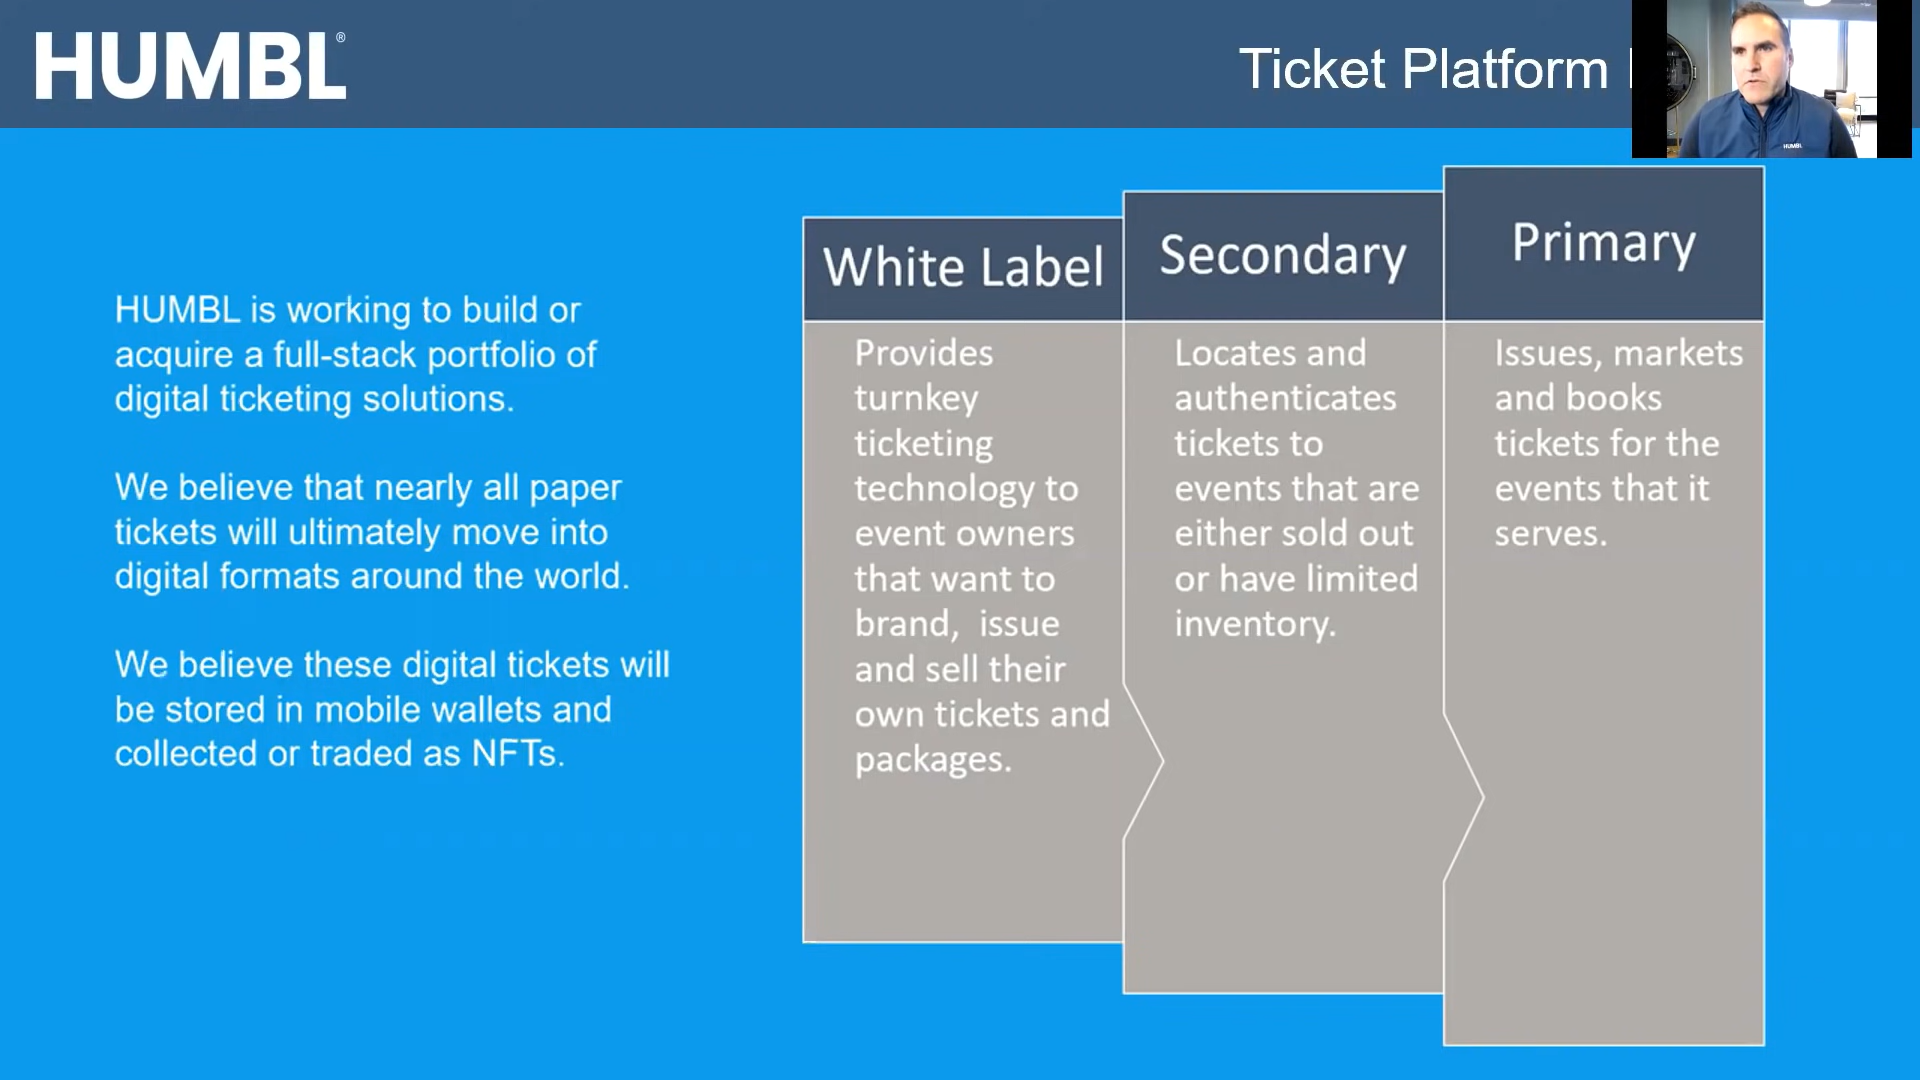 HUMBL®
Ticket Platform
HUMBL is working to build or
acquire a full-stack portfolio of
digital ticketing solutions.
We believe that nearly all paper
tickets will ultimately move into
digital formats around the world.
We believe these digital tickets will
be stored in mobile wallets and
collected or traded as NFTs.
White Label
Provides
turnkey
ticketing
technology to
event owners
that want to
brand,  issue
and sell their
own tickets and
packages.
Secondary
Locates and
authenticates
tickets to
events that are
either sold out
or have limited
inventory.
Primary
Issues, markets
and books
tickets for the
events that it
serves.
HUMBL